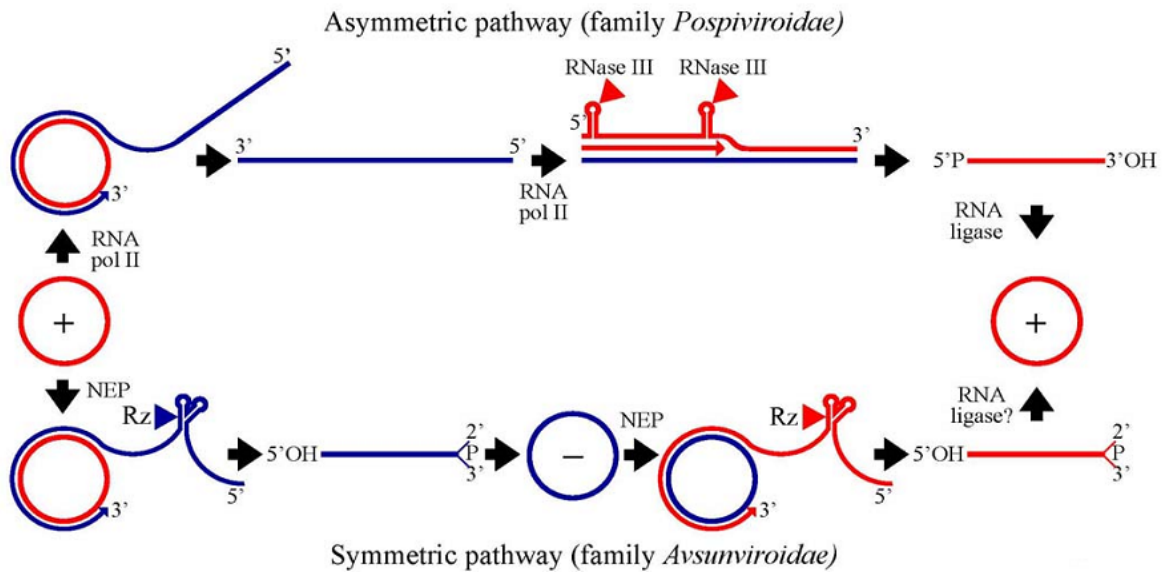 Asymmetric pathway (family Pospiviroidae)
5’
RNase III
RNase III
5’
3’
3’
5’
3’
5’P
3’OH
RNA
pol II
RNA
ligase
RNA
pol II
+
+
NEP
RNA
ligase?
Rz
NEP
Rz
5’OH
2’
P
3’
–
5’OH
2’
P
3’
3’
5’
3’
5’
Symmetric pathway (family Avsunviroidae)